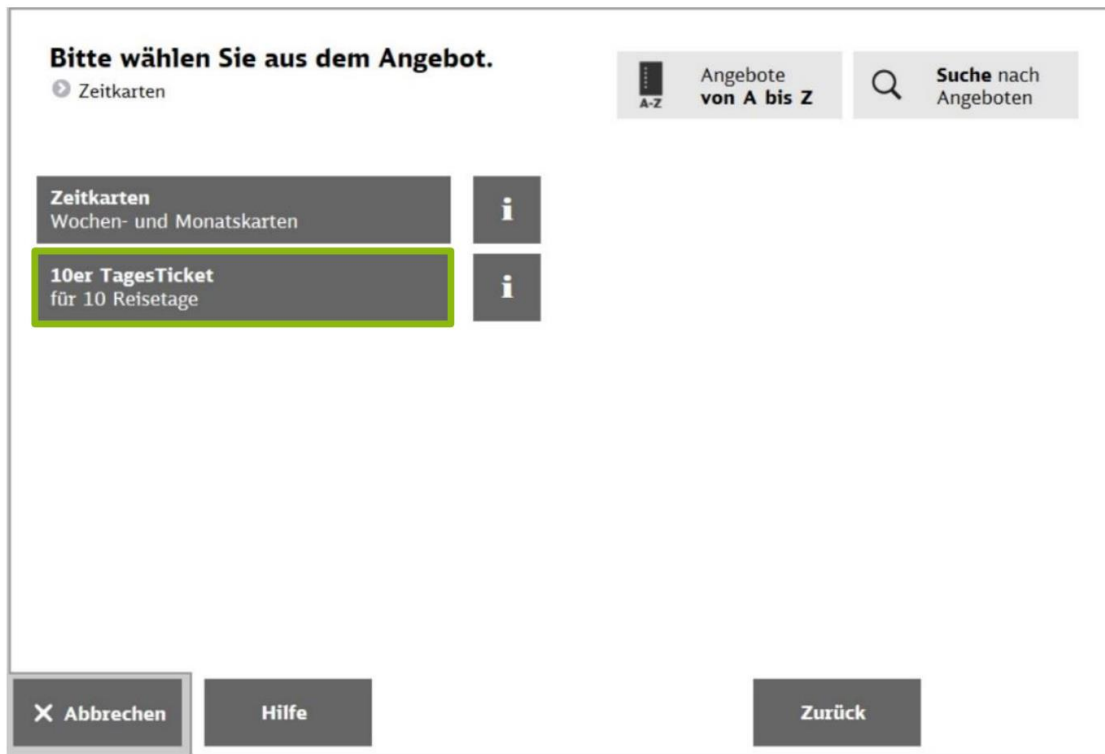 Bitte wählen Sie aus dem Angebot.
Zeitkarten
A-Z
Angebote
von A bis Z
Suche nach
Angeboten
Zeitkarten
Wochen- und Monatskarten
i
10er TagesTicket
für 10 Reisetage
i
X Abbrechen
Hilfe
Zurück